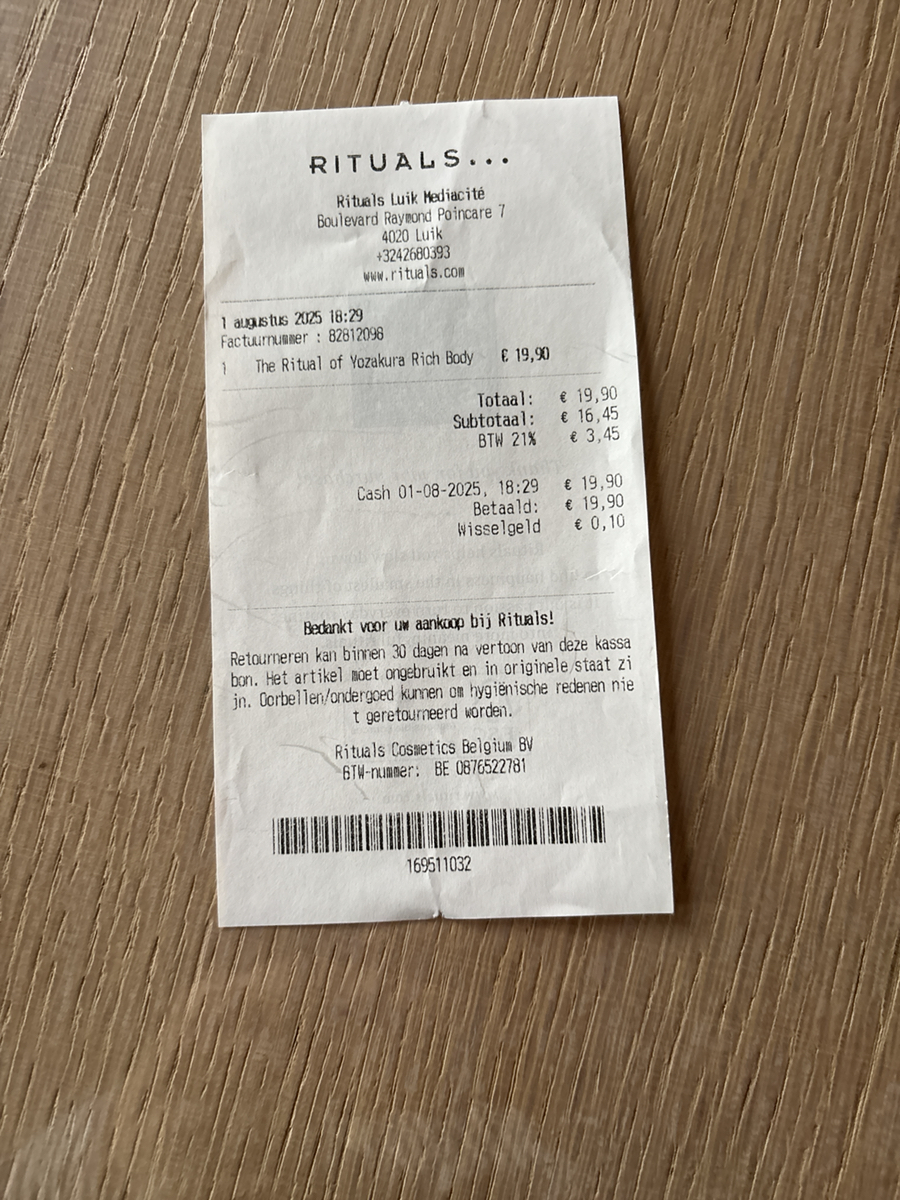 RITUALS...
Rituals Luik Mediacité
Boulevard Raymond Poincare 7
4020 Luik
+3242680393
www.rituals.com
1 augustus 2025 18:29
Factuurnummer : 82812098
1 The Ritual of Yozakura Rich Body € 19,90
Totaal: € 19,90
Subtotaal: € 16,45
BTW 21% € 3,45
Cash 01-08-2025, 18:29 € 19,90
Betaald: € 19,90
Wisselgeld € 0,10
Bedankt voor uw aankoop bij Rituals!
Retourneren kan binnen 30 dagen na vertoon van deze kassa
bon. Het artikel moet ongebruikt en in originele staat zi
jn. Oorbellen/ondergoed kunnen om hygiënische redenen nie
t geretourneerd worden.
Rituals Cosmetics Belgium BV
BTW-nummer: BE 0876522781
169511032